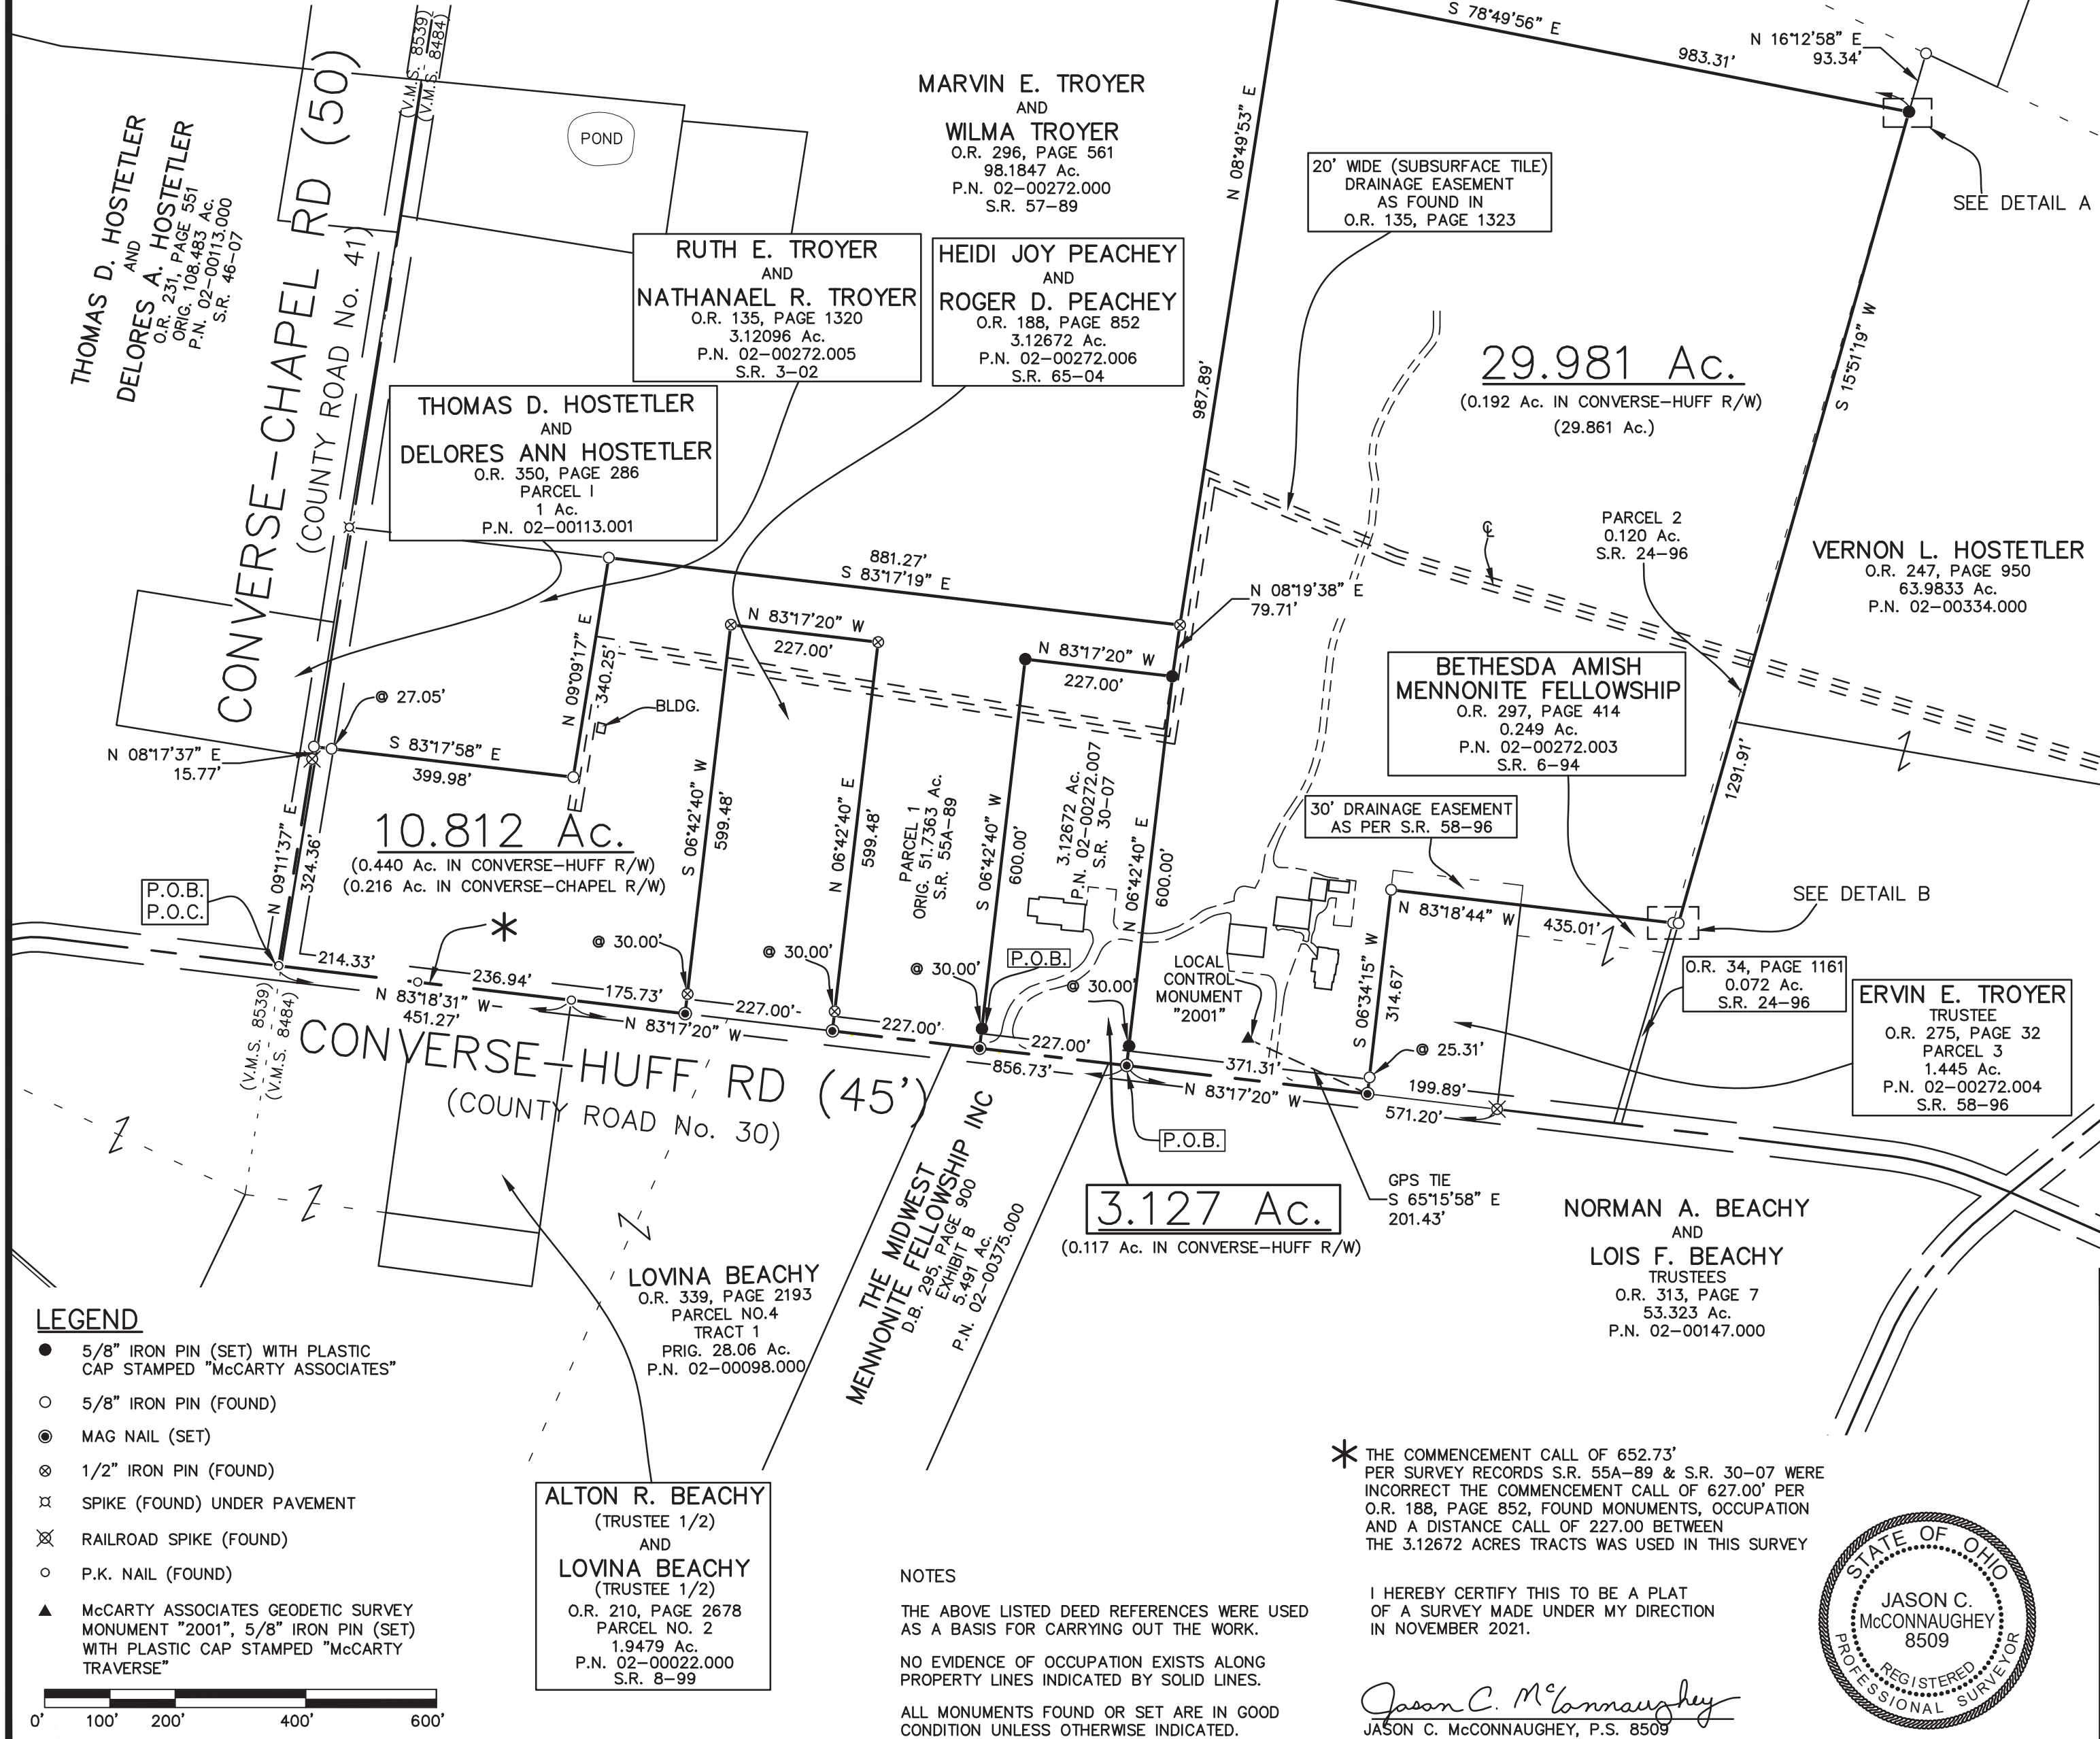 S 78°49'56" E
983.31'
N 16°12'58" E
93.34'
SEE DETAIL A
(V.M.S. 8539)
(V.M.S. 8484)
THOMAS D. HOSTETLER
AND
DELORES A. HOSTETLER
O.R. 231, PAGE 551
ORIG. 108.483 Ac.
P.N. 02-00113.000
S.R. 46-07
CONVERSE-CHAPEL RD (50)
(COUNTY ROAD No. 41)
POND
MARVIN E. TROYER
AND
WILMA TROYER
O.R. 296, PAGE 561
98.1847 Ac.
P.N. 02-00272.000
S.R. 57-89
N 08°49'53" E
987.89'
20' WIDE (SUBSURFACE TILE)
DRAINAGE EASEMENT
AS FOUND IN
O.R. 135, PAGE 1323
RUTH E. TROYER
AND
NATHANAEL R. TROYER
O.R. 135, PAGE 1320
3.12096 Ac.
P.N. 02-00272.005
S.R. 3-02
HEIDI JOY PEACHEY
AND
ROGER D. PEACHEY
O.R. 188, PAGE 852
3.12672 Ac.
P.N. 02-00272.006
S.R. 65-04
THOMAS D. HOSTETLER
AND
DELORES ANN HOSTETLER
O.R. 350, PAGE 286
PARCEL I
1 Ac.
P.N. 02-00113.001
29.981 Ac.
(0.192 Ac. IN CONVERSE-HUFF R/W)
(29.861 Ac.)
S 15°51'19" W
1291.91'
PARCEL 2
0.120 Ac.
S.R. 24-96
VERNON L. HOSTETLER
O.R. 247, PAGE 950
63.9833 Ac.
P.N. 02-00334.000
℄
881.27'
S 83°17'19" E
N 08°19'38" E
79.71'
N 83°17'20" W
227.00'
N 83°17'20" W
227.00'
N 09°09'17" E
340.25'
BLDG.
@ 27.05'
N 08°17'37" E
15.77'
S 83°17'58" E
399.98'
10.812 Ac.
(0.440 Ac. IN CONVERSE-HUFF R/W)
(0.216 Ac. IN CONVERSE-CHAPEL R/W)
N 09°11'37" E
324.36'
P.O.B.
P.O.C.
S 06°42'40" W
599.48'
N 06°42'40" E
599.48'
PARCEL 1
ORIG. 51.7363 Ac.
S.R. 55A-89
S 06°42'40" W
600.00'
3.12672 Ac.
P.N. 02-00272.007
S.R. 30-07
N 06°42'40" E
600.00'
BETHESDA AMISH
MENNONITE FELLOWSHIP
O.R. 297, PAGE 414
0.249 Ac.
P.N. 02-00272.003
S.R. 6-94
30' DRAINAGE EASEMENT
AS PER S.R. 58-96
N 83°18'44" W
435.01'
SEE DETAIL B
S 06°34'15" W
314.67'
O.R. 34, PAGE 1161
0.072 Ac.
S.R. 24-96
ERVIN E. TROYER
TRUSTEE
O.R. 275, PAGE 32
PARCEL 3
1.445 Ac.
P.N. 02-00272.004
S.R. 58-96
LOCAL
CONTROL
MONUMENT
"2001"
@ 30.00'
@ 30.00'
@ 30.00'
@ 30.00'
P.O.B.
@ 25.31'
214.33'
236.94'
175.73'
227.00'
227.00'
227.00'
371.31'
199.89'
N 83°18'31" W
451.27'
N 83°17'20" W
856.73'
N 83°17'20" W
571.20'
(V.M.S. 8539)
(V.M.S. 8484)
CONVERSE-HUFF RD (45')
(COUNTY ROAD No. 30)
P.O.B.
3.127 Ac.
(0.117 Ac. IN CONVERSE-HUFF R/W)
GPS TIE
S 65°15'58" E
201.43'
NORMAN A. BEACHY
AND
LOIS F. BEACHY
TRUSTEES
O.R. 313, PAGE 7
53.323 Ac.
P.N. 02-00147.000
THE MIDWEST
MENNONITE FELLOWSHIP INC
D.B. 295, PAGE 900
EXHIBIT B
5.491 Ac.
P.N. 02-00375.000
LOVINA BEACHY
O.R. 339, PAGE 2193
PARCEL NO.4
TRACT 1
PRIG. 28.06 Ac.
P.N. 02-00098.000
ALTON R. BEACHY
(TRUSTEE 1/2)
AND
LOVINA BEACHY
(TRUSTEE 1/2)
O.R. 210, PAGE 2678
PARCEL NO. 2
1.9479 Ac.
P.N. 02-00022.000
S.R. 8-99
LEGEND
5/8" IRON PIN (SET) WITH PLASTIC
CAP STAMPED "McCARTY ASSOCIATES"
5/8" IRON PIN (FOUND)
MAG NAIL (SET)
1/2" IRON PIN (FOUND)
SPIKE (FOUND) UNDER PAVEMENT
RAILROAD SPIKE (FOUND)
P.K. NAIL (FOUND)
McCARTY ASSOCIATES GEODETIC SURVEY
MONUMENT "2001", 5/8" IRON PIN (SET)
WITH PLASTIC CAP STAMPED "McCARTY
TRAVERSE"
0' 100' 200' 400' 600'
NOTES
THE ABOVE LISTED DEED REFERENCES WERE USED
AS A BASIS FOR CARRYING OUT THE WORK.
NO EVIDENCE OF OCCUPATION EXISTS ALONG
PROPERTY LINES INDICATED BY SOLID LINES.
ALL MONUMENTS FOUND OR SET ARE IN GOOD
CONDITION UNLESS OTHERWISE INDICATED.
* THE COMMENCEMENT CALL OF 652.73'
PER SURVEY RECORDS S.R. 55A-89 & S.R. 30-07 WERE
INCORRECT THE COMMENCEMENT CALL OF 627.00' PER
O.R. 188, PAGE 852, FOUND MONUMENTS, OCCUPATION
AND A DISTANCE CALL OF 227.00 BETWEEN
THE 3.12672 ACRES TRACTS WAS USED IN THIS SURVEY
I HEREBY CERTIFY THIS TO BE A PLAT
OF A SURVEY MADE UNDER MY DIRECTION
IN NOVEMBER 2021.
Jason C. McConnaughey
JASON C. McCONNAUGHEY, P.S. 8509
STATE OF OHIO
JASON C.
McCONNAUGHEY
8509
REGISTERED
PROFESSIONAL SURVEYOR